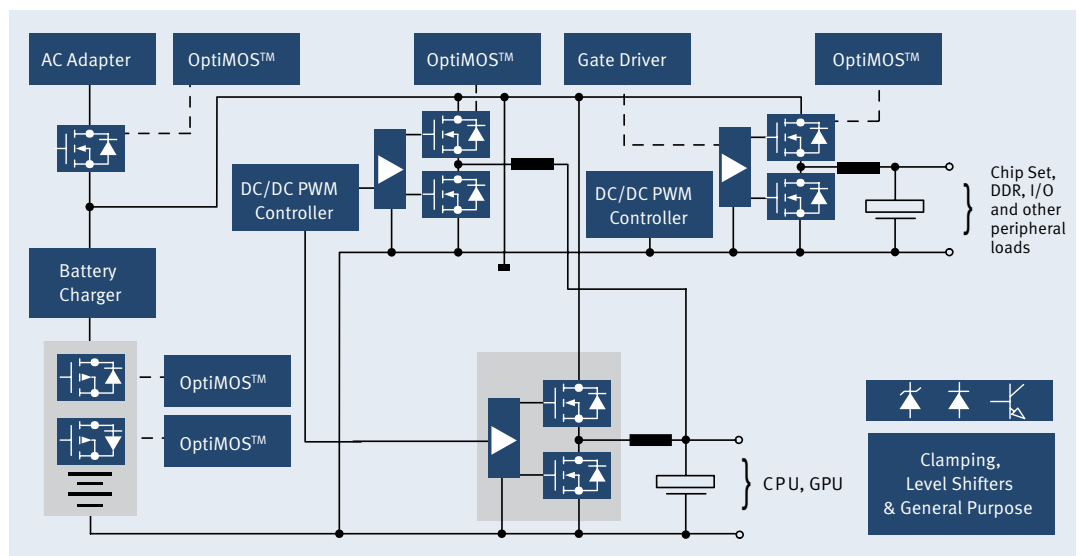 AC Adapter
OptiMOS™
OptiMOS™
Gate Driver
OptiMOS™
DC/DC PWM
Controller
DC/DC PWM
Controller
Chip Set,
DDR, I/O
and other
peripheral
loads
Battery
Charger
OptiMOS™
OptiMOS™
CPU, GPU
Clamping,
Level Shifters
& General Purpose